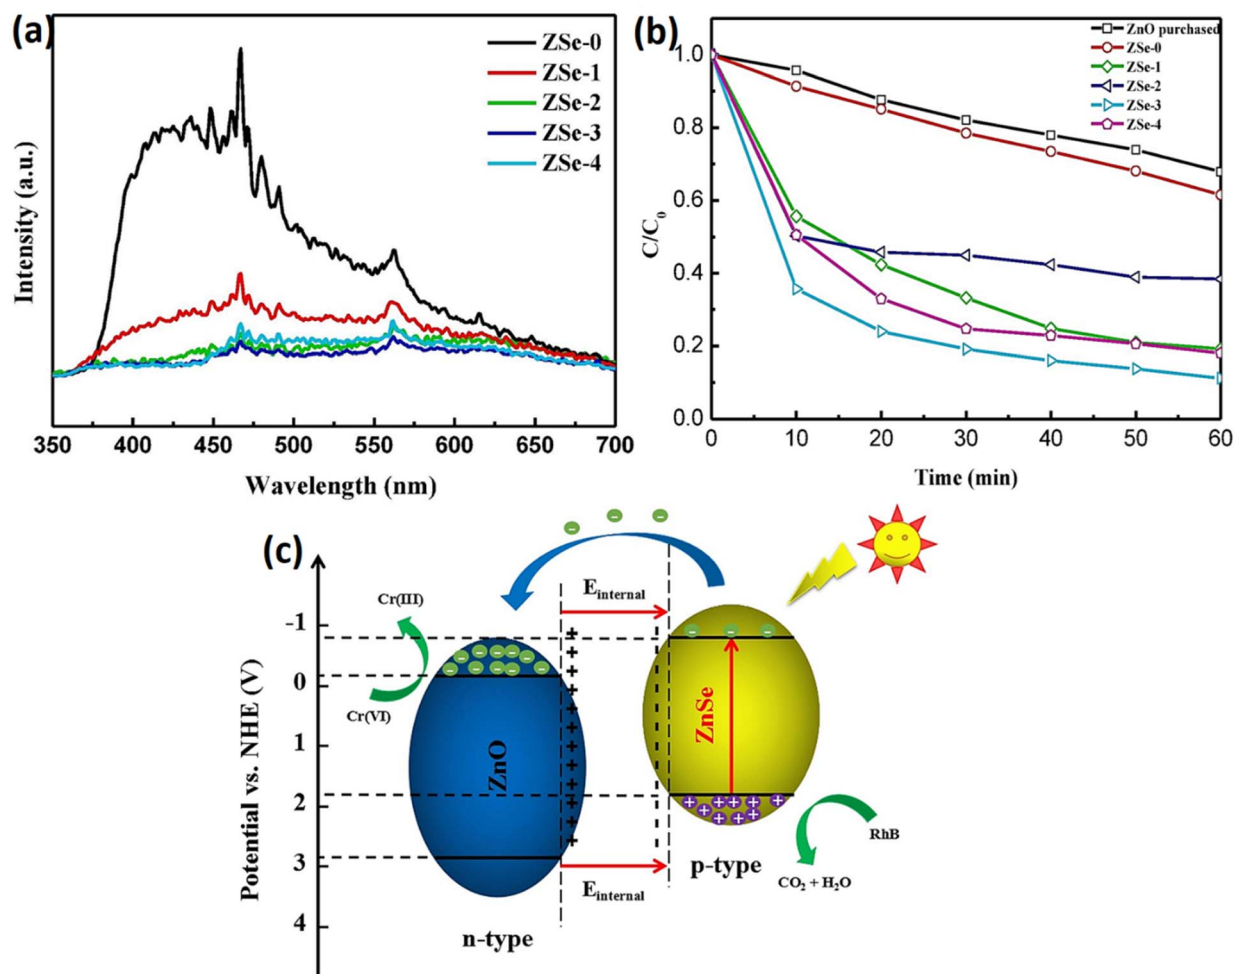 (a)
ZSe-0
ZSe-1
ZSe-2
ZSe-3
ZSe-4
Intensity (a.u.)
350 400 450 500 550 600 650 700
Wavelength (nm)
(b)
ZnO purchased
ZSe-0
ZSe-1
ZSe-2
ZSe-3
ZSe-4
C/C₀
1.0
0.8
0.6
0.4
0.2
0.0
0 10 20 30 40 50 60
Time (min)
(c)
Potential vs. NHE (V)
-1
0
1
2
3
4
Cr(III)
Cr(VI)
ZnO
n-type
E internal
E internal
ZnSe
p-type
RhB
CO₂ + H₂O